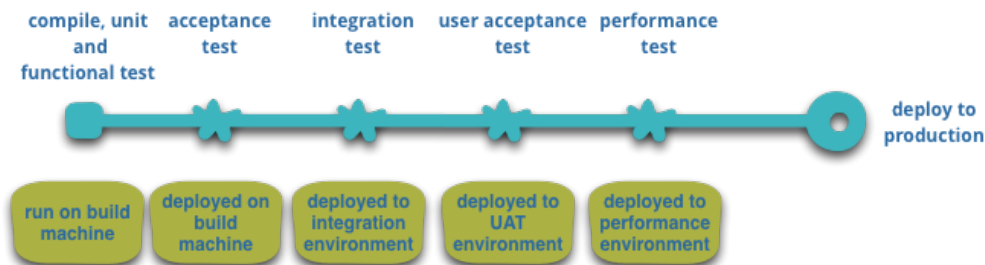 compile, unit
and
functional test
acceptance
test
integration
test
user acceptance
test
performance
test
deploy to
production
run on build
machine
deployed on
build
machine
deployed to
integration
environment
deployed to
UAT
environment
deployed to
performance
environment